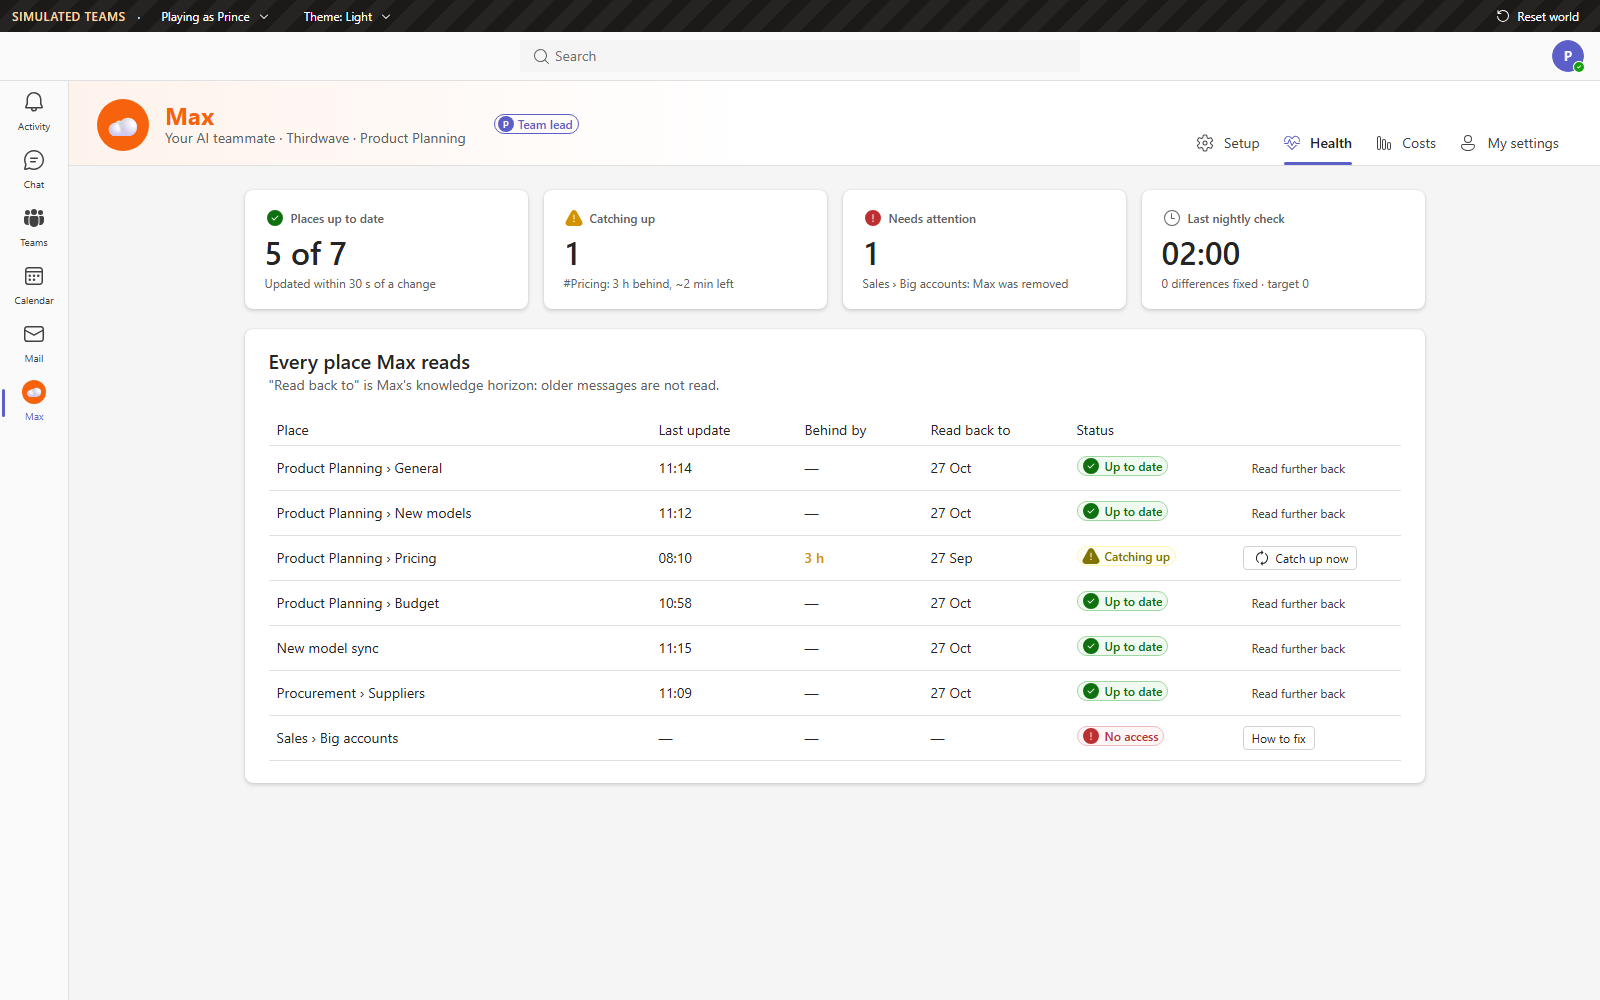 SIMULATED TEAMS · Playing as Prince Theme: Light Reset world
Search
P
Activity
Chat
Teams
Calendar
Mail
Max
Max
Your AI teammate · Thirdwave · Product Planning
P Team lead
Setup Health Costs My settings
Places up to date
5 of 7
Updated within 30 s of a change
Catching up
1
#Pricing: 3 h behind, ~2 min left
Needs attention
1
Sales › Big accounts: Max was removed
Last nightly check
02:00
0 differences fixed · target 0
Every place Max reads
"Read back to" is Max's knowledge horizon: older messages are not read.
Place Last update Behind by Read back to Status
Product Planning › General 11:14 — 27 Oct Up to date Read further back
Product Planning › New models 11:12 — 27 Oct Up to date Read further back
Product Planning › Pricing 08:10 3 h 27 Sep Catching up Catch up now
Product Planning › Budget 10:58 — 27 Oct Up to date Read further back
New model sync 11:15 — 27 Oct Up to date Read further back
Procurement › Suppliers 11:09 — 27 Oct Up to date Read further back
Sales › Big accounts — — — No access How to fix